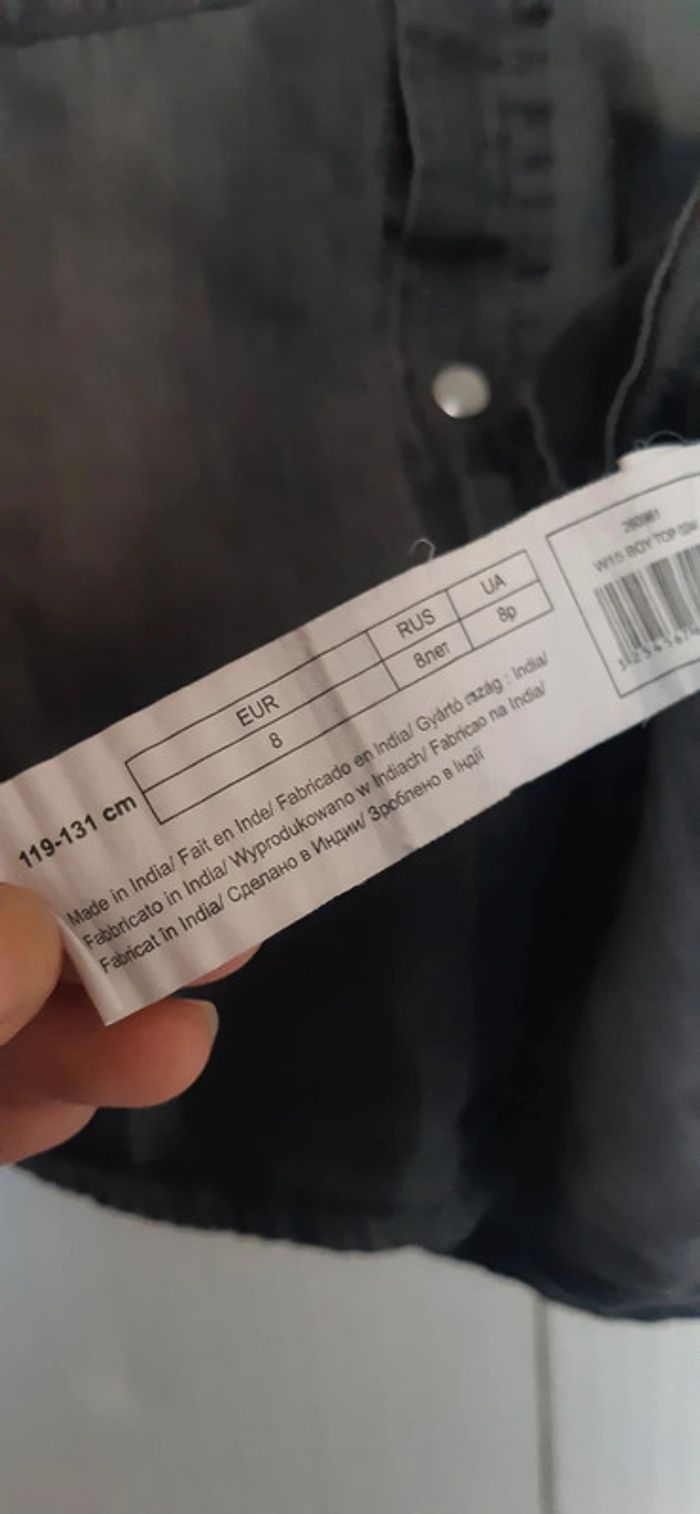 119-131 cm
EUR RUS UA
8 8лет 8р
Made in India/ Fait en Inde/ Fabricado en India/ Gyártó ország : India/
Fabbricato in India/ Wyprodukowano w Indiach/ Fabricao na India/
Fabricat în India/ Сделано в Индии/ Зроблено в Індії
W15 BOY TOP